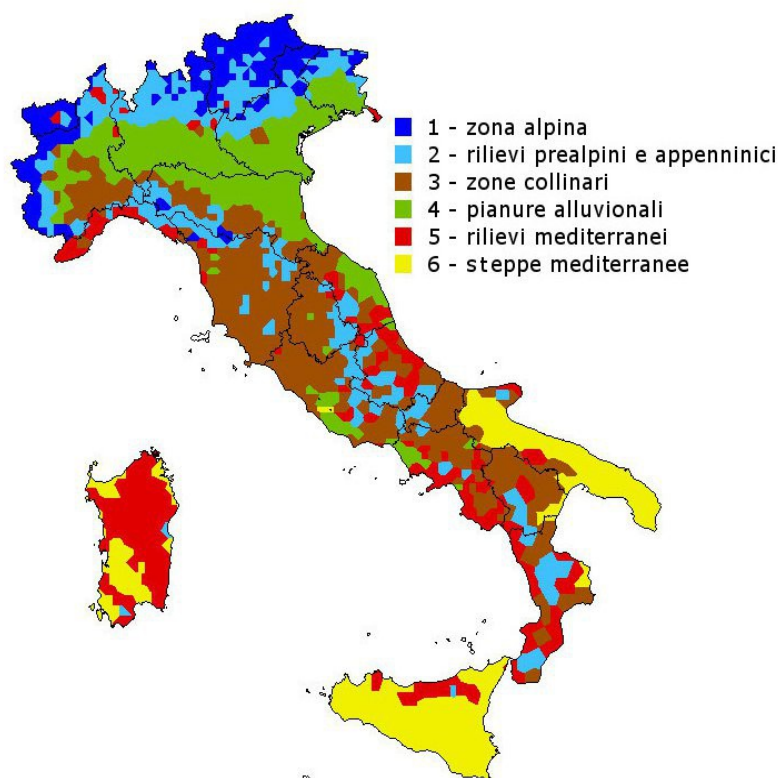 1 - zona alpina
2 - rilievi prealpini e appenninici
3 - zone collinari
4 - pianure alluvionali
5 - rilievi mediterranei
6 - steppe mediterranee